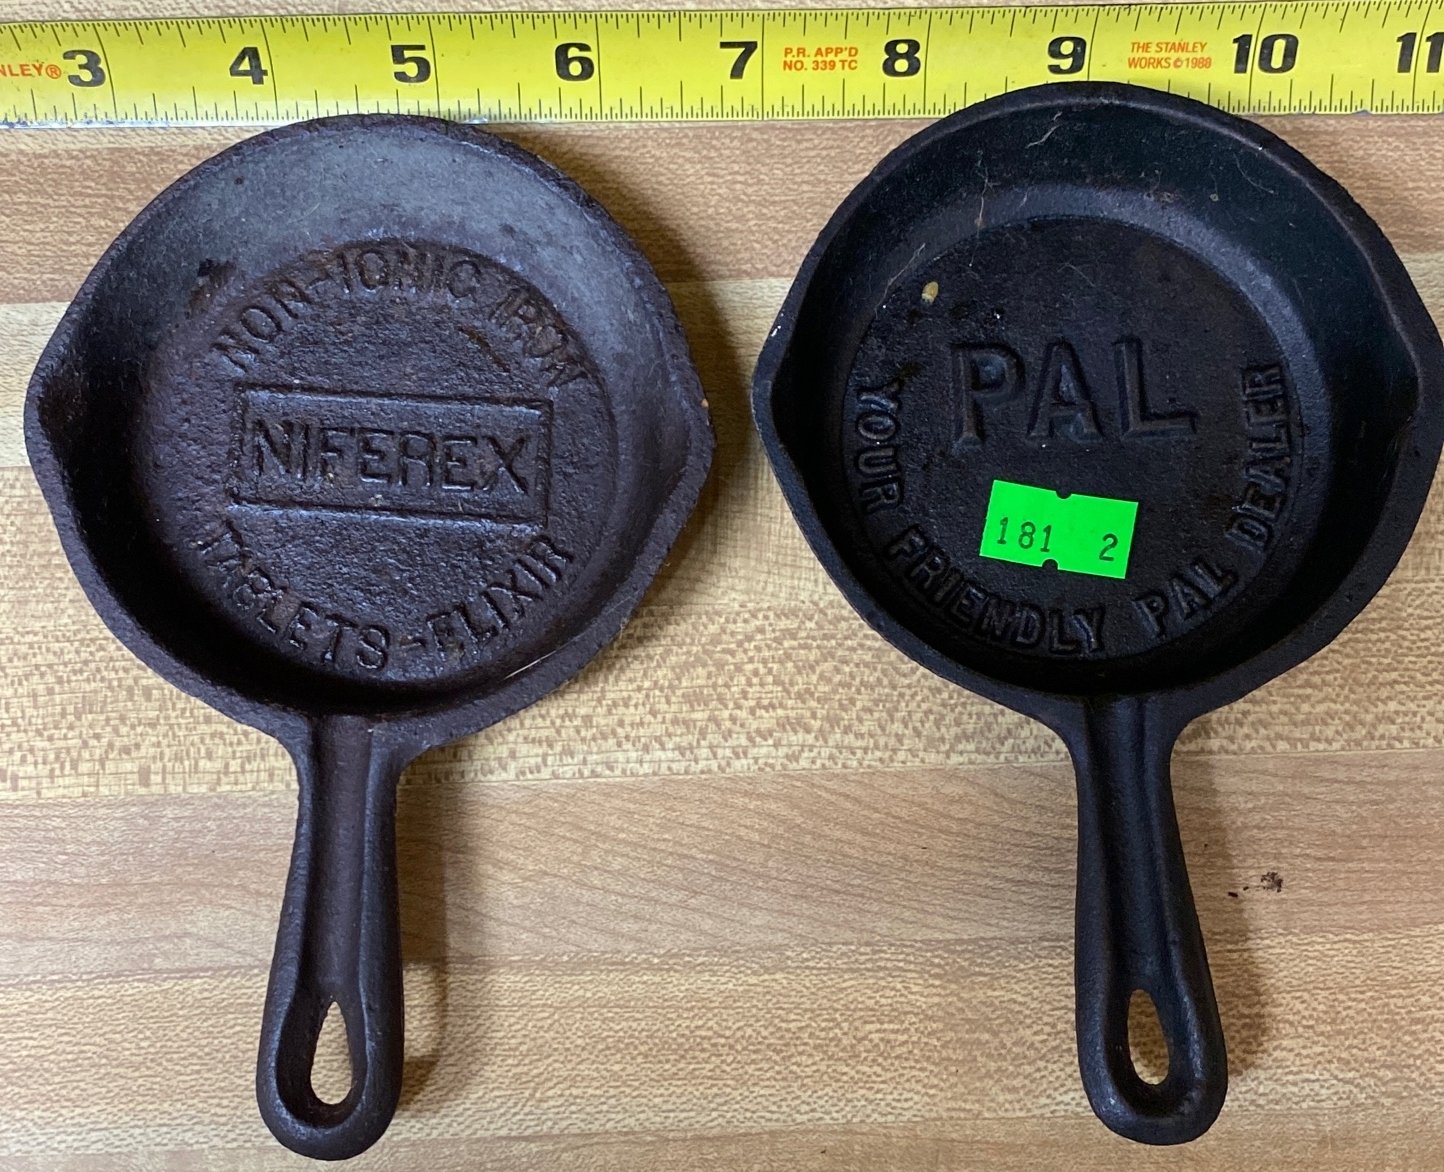 NLEY® 3 4 5 6 7 P.R. APP'D 8 9 THE STANLEY 10 11
NO. 339 TC WORKS ©1988
NON-IONIC IRON
NIFEREX
TABLETS-ELIXIR
PAL
181 2
YOUR FRIENDLY PAL DEALER